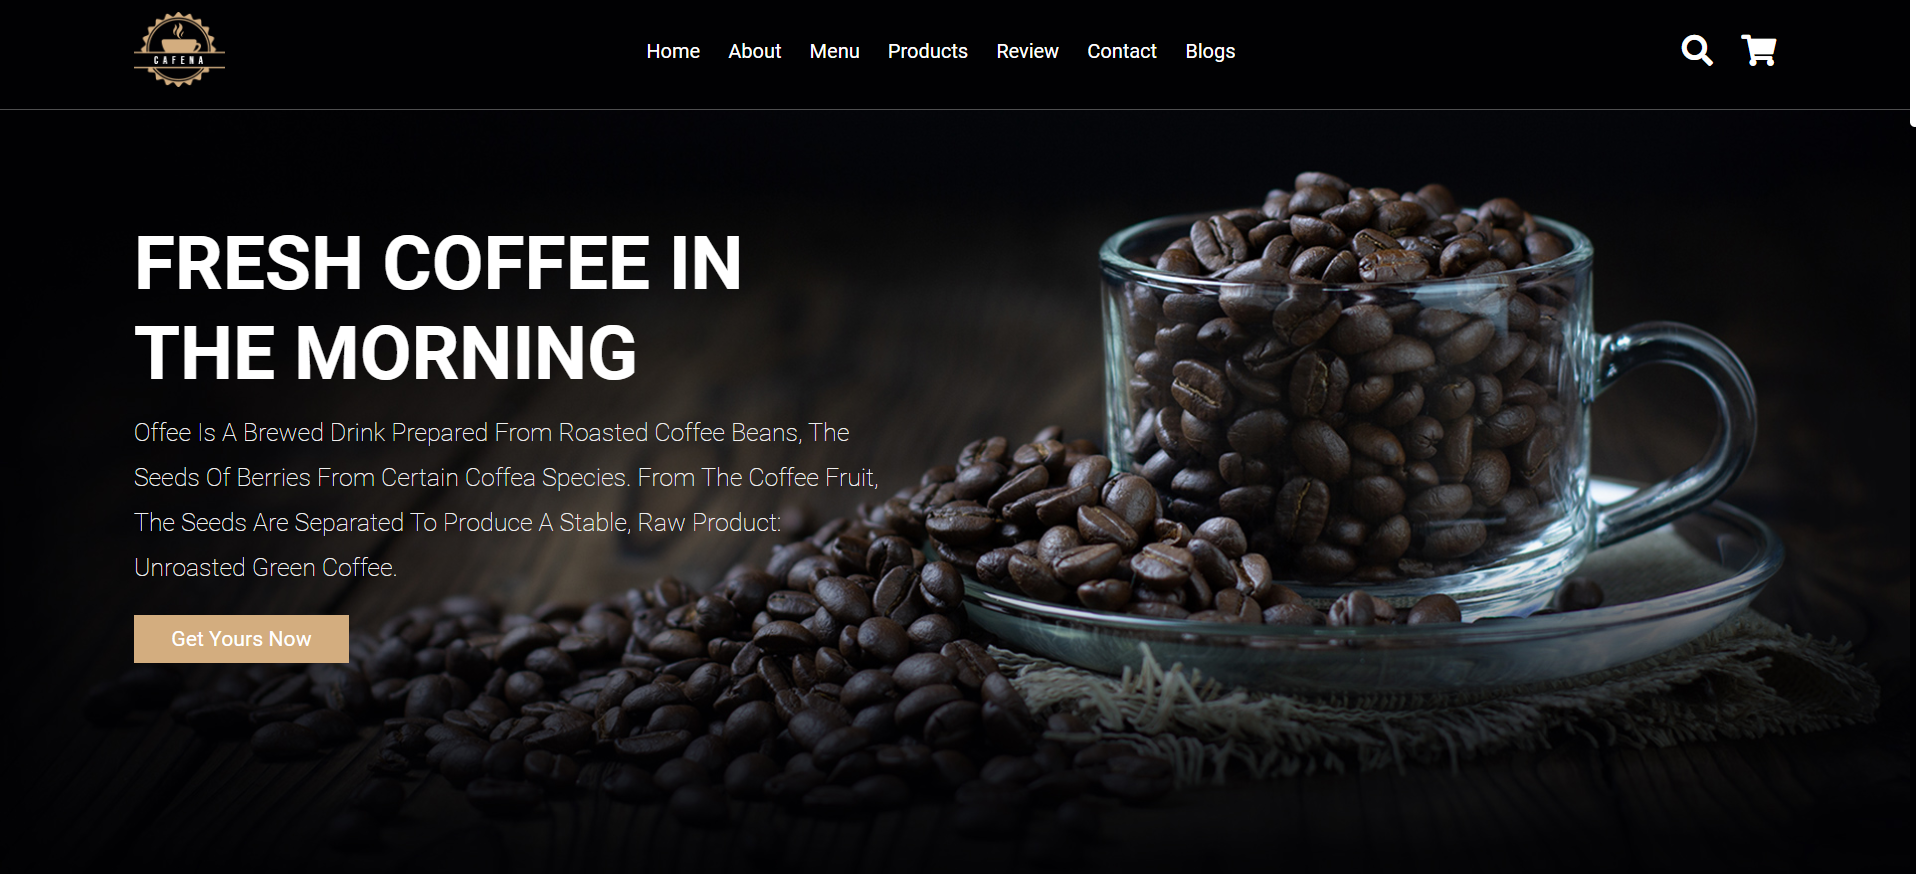 CAFENA
Home About Menu Products Review Contact Blogs
FRESH COFFEE IN
THE MORNING
Offee Is A Brewed Drink Prepared From Roasted Coffee Beans, The
Seeds Of Berries From Certain Coffea Species. From The Coffee Fruit,
The Seeds Are Separated To Produce A Stable, Raw Product:
Unroasted Green Coffee.
Get Yours Now